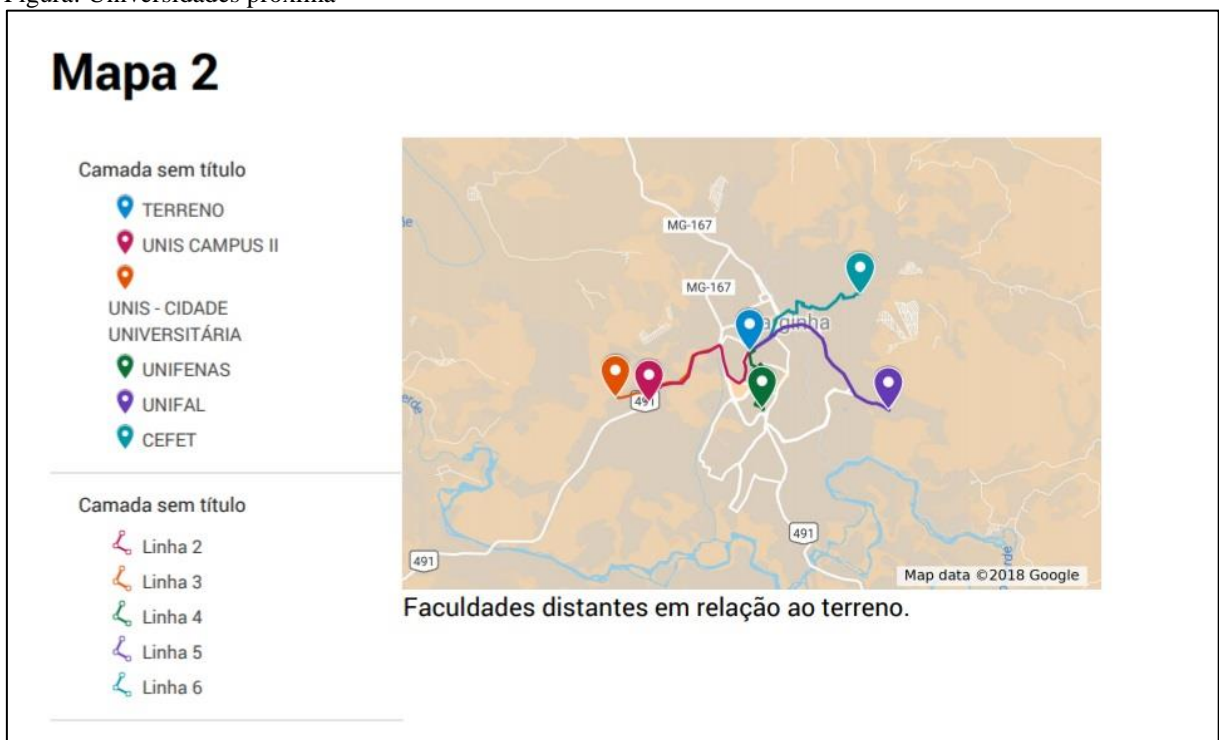 Figura: Universidades próxima
Mapa 2
Camada sem título
TERRENO
UNIS CAMPUS II
UNIS - CIDADE
UNIVERSITÁRIA
UNIFENAS
UNIFAL
CEFET
Camada sem título
Linha 2
Linha 3
Linha 4
Linha 5
Linha 6
MG-167
MG-167
491
491
491
Map data ©2018 Google
Faculdades distantes em relação ao terreno.